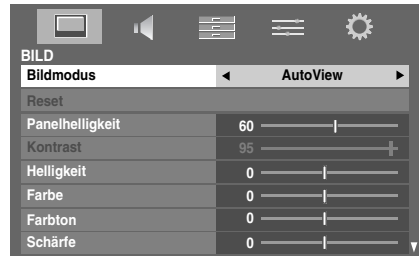 BILD
Bildmodus AutoView
Reset
Panelhelligkeit 60
Kontrast 95
Helligkeit 0
Farbe 0
Farbton 0
Schärfe 0